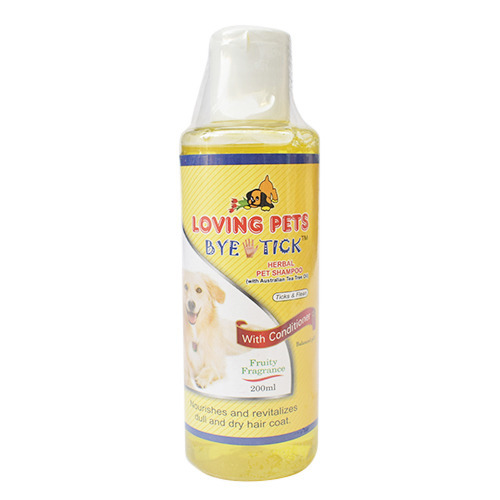 LOVING PETS
BYE TICK™
HERBAL
PET SHAMPOO
(with Australian Tea Tree Oil)
Ticks & Fleas
With Conditioner
Fruity
Fragrance
200ml
Nourishes and revitalizes
dull and dry hair coat.